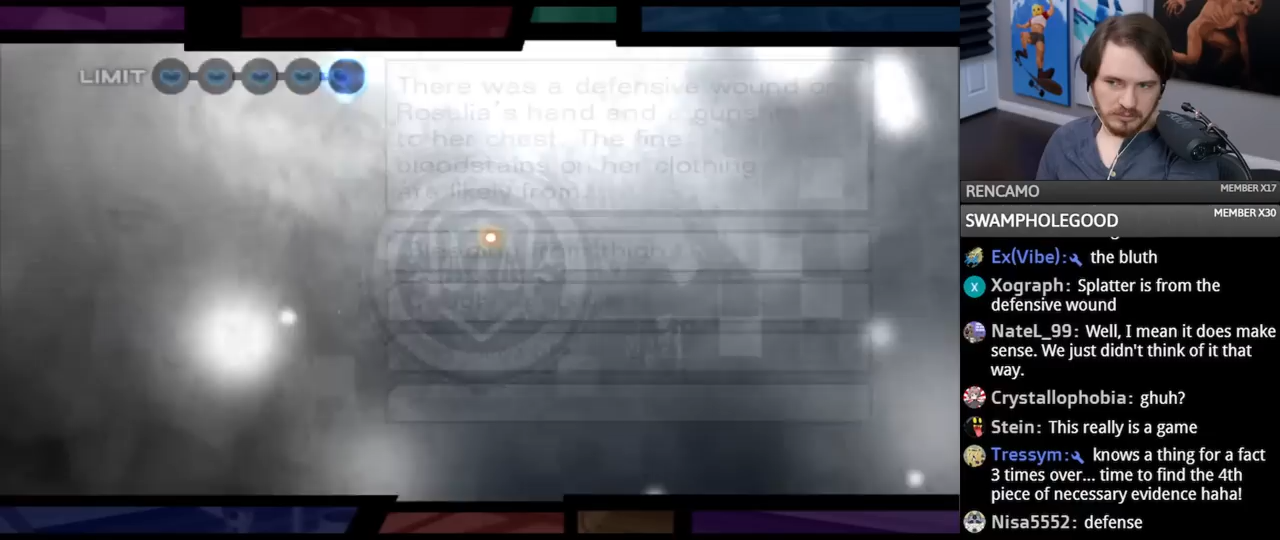 LIMIT
There was a defensive wound on
Rosalia's hand and a gunshot
to her chest. The fine
bloodstains on her clothing
are likely from...
RENCAMO
MEMBER X17
SWAMPHOLEGOOD
MEMBER X30
Ex(Vibe): the bluth
X Xograph: Splatter is from the
defensive wound
NateL_99: Well, I mean it does make
sense. We just didn't think of it that
way.
Crystallophobia: ghuh?
Stein: This really is a game
Tressym: knows a thing for a fact
3 times over... time to find the 4th
piece of necessary evidence haha!
Nisa5552: defense